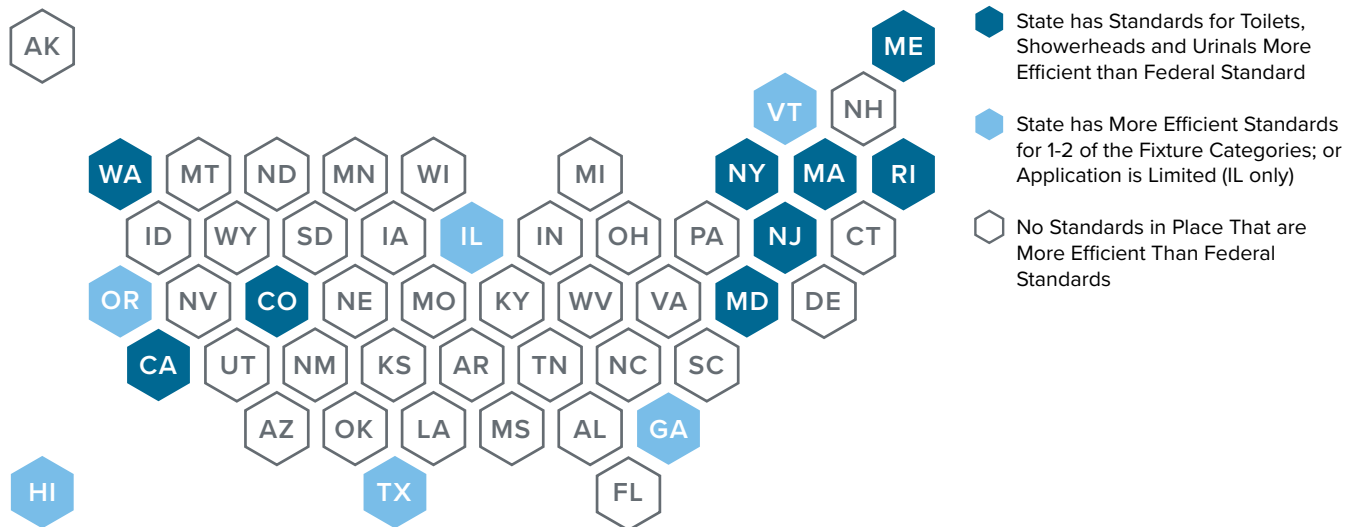 AK
ME
VT
NH
WA
MT
ND
MN
WI
MI
NY
MA
RI
ID
WY
SD
IA
IL
IN
OH
PA
NJ
CT
OR
NV
CO
NE
MO
KY
WV
VA
MD
DE
CA
UT
NM
KS
AR
TN
NC
SC
AZ
OK
LA
MS
AL
GA
HI
TX
FL
State has Standards for Toilets,
Showerheads and Urinals More
Efficient than Federal Standard
State has More Efficient Standards
for 1-2 of the Fixture Categories; or
Application is Limited (IL only)
No Standards in Place That are
More Efficient Than Federal
Standards